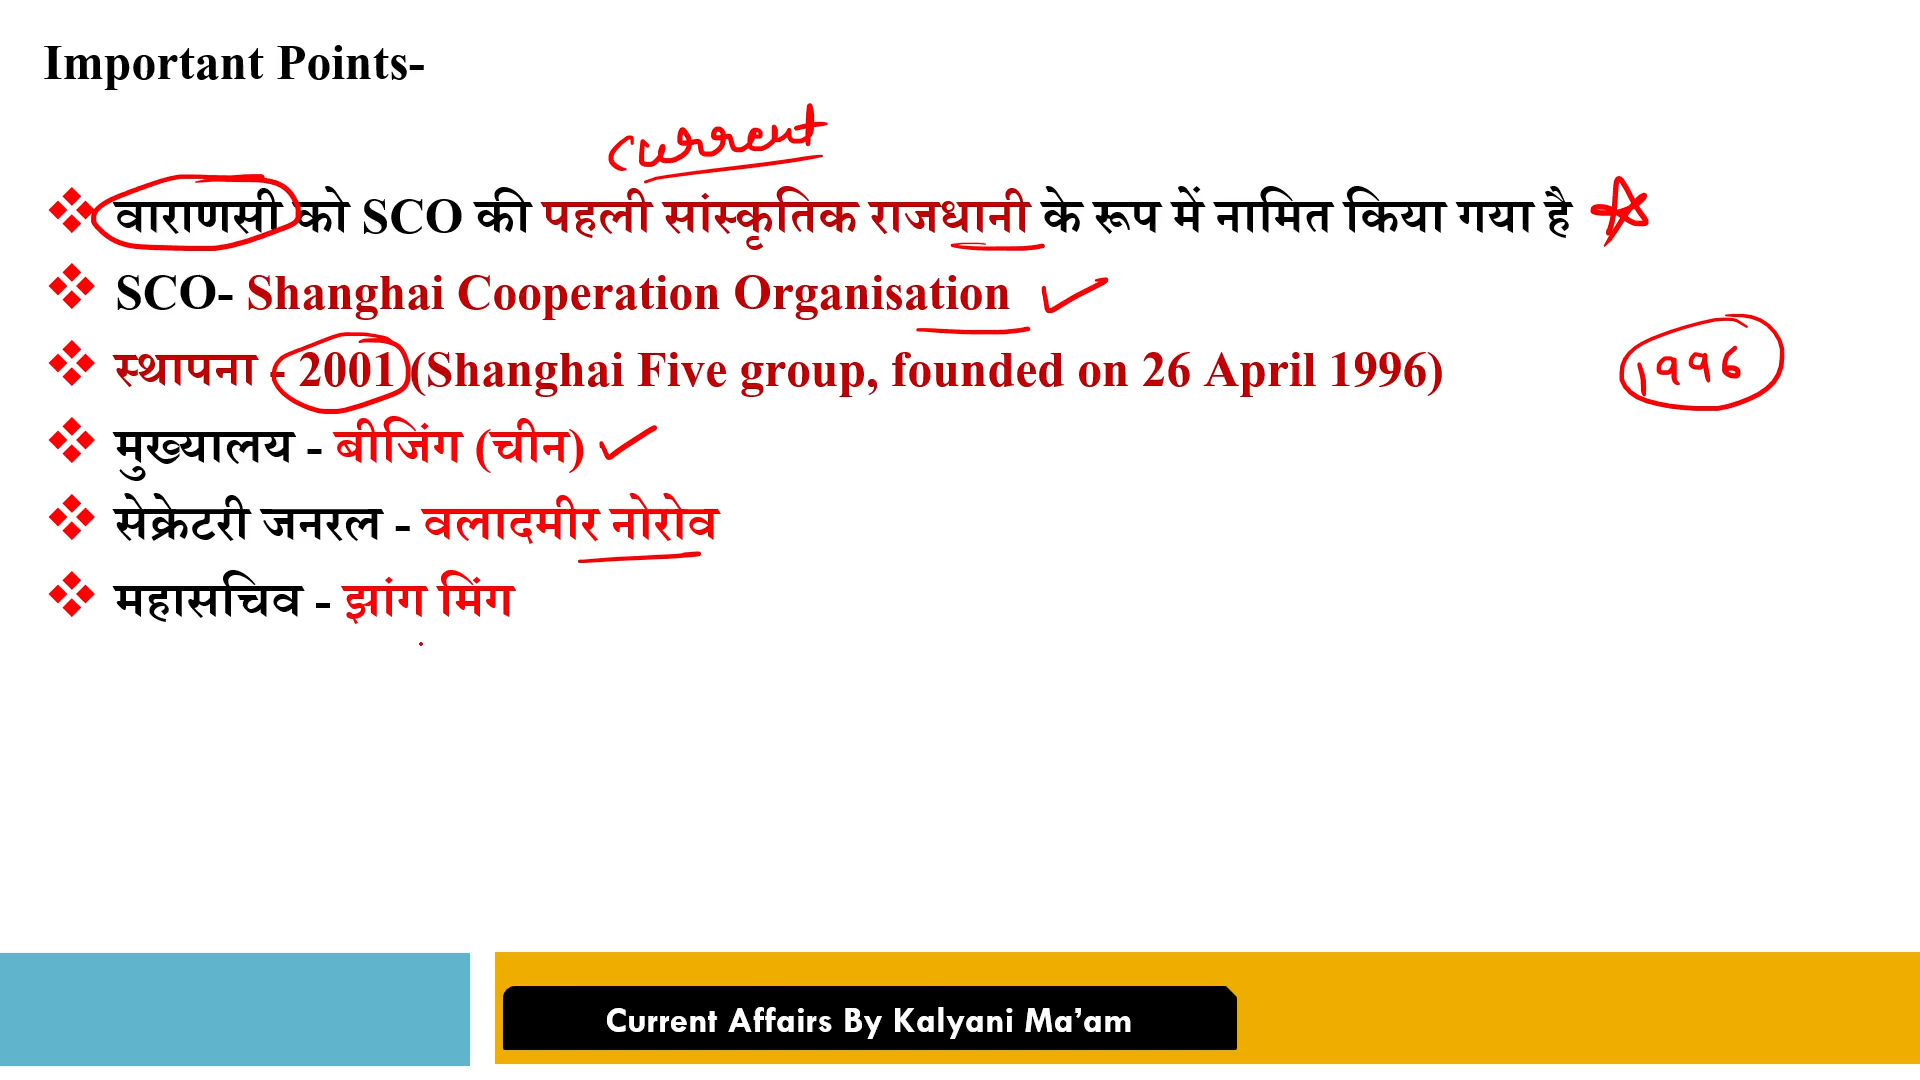 Important Points-
current
❖ वाराणसी को SCO की पहली सांस्कृतिक राजधानी के रूप में नामित किया गया है
❖ SCO- Shanghai Cooperation Organisation
❖ स्थापना - 2001 (Shanghai Five group, founded on 26 April 1996)
1996
❖ मुख्यालय - बीजिंग (चीन)
❖ सेक्रेटरी जनरल - वलादमीर नोरोव
❖ महासचिव - झांग मिंग
Current Affairs By Kalyani Ma’am